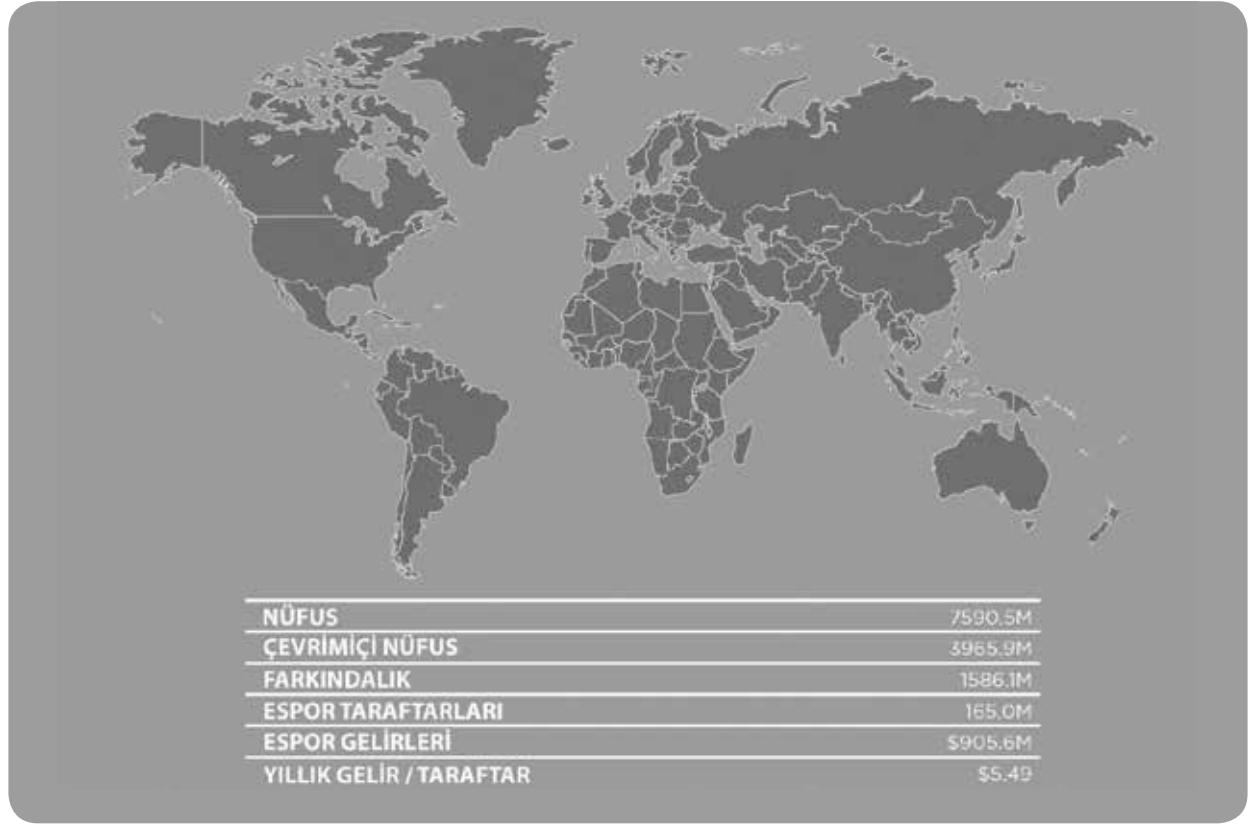 NÜFUS 7590.5M
ÇEVRİMİÇİ NÜFUS 3965.9M
FARKINDALIK 1586.1M
ESPOR TARAFTARLARI 165.0M
ESPOR GELİRLERİ $905.6M
YILLIK GELİR / TARAFTAR $5.49